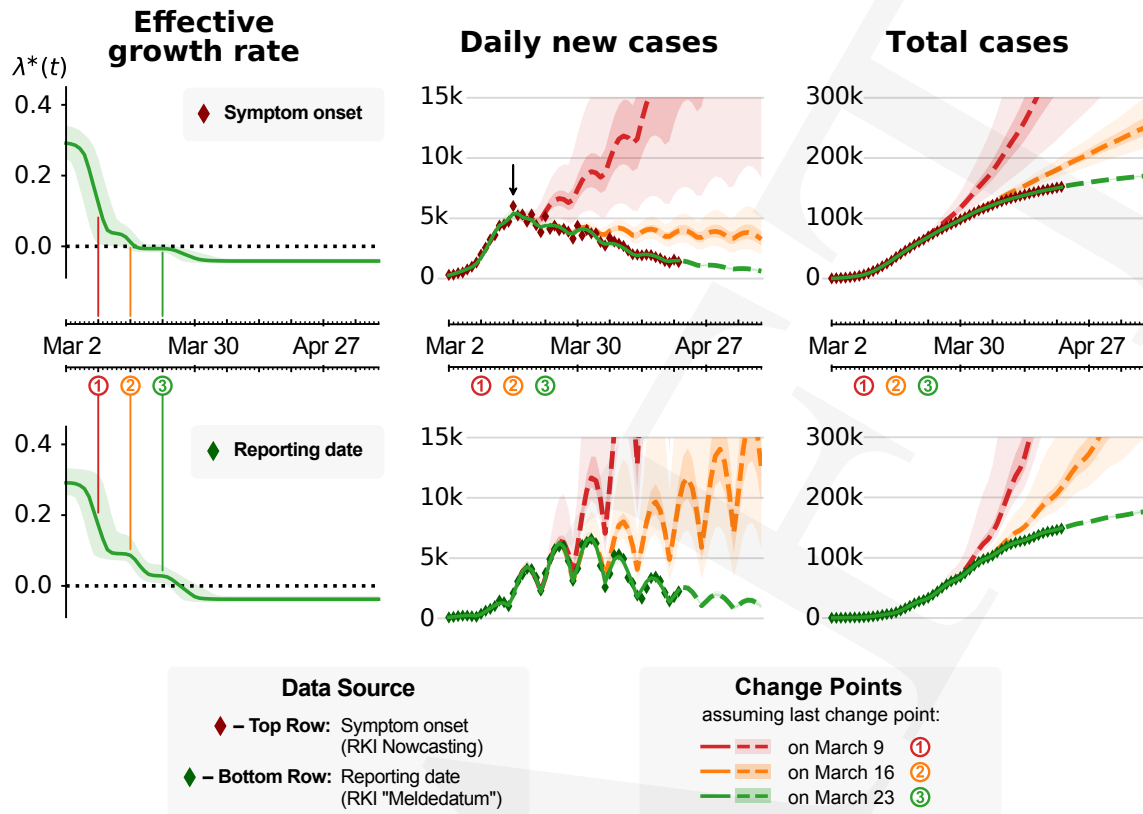 Effective
growth rate
Daily new cases
Total cases
λ*(t)
0.4
0.2
0.0
Symptom onset
15k
10k
5k
0
300k
200k
100k
0
Mar 2 Mar 30 Apr 27
Mar 2 Mar 30 Apr 27
Mar 2 Mar 30 Apr 27
1 2 3
1 2 3
1 2 3
0.4
0.2
0.0
Reporting date
15k
10k
5k
0
300k
200k
100k
0
Data Source
– Top Row: Symptom onset
(RKI Nowcasting)
– Bottom Row: Reporting date
(RKI "Meldedatum")
Change Points
assuming last change point:
on March 9 1
on March 16 2
on March 23 3